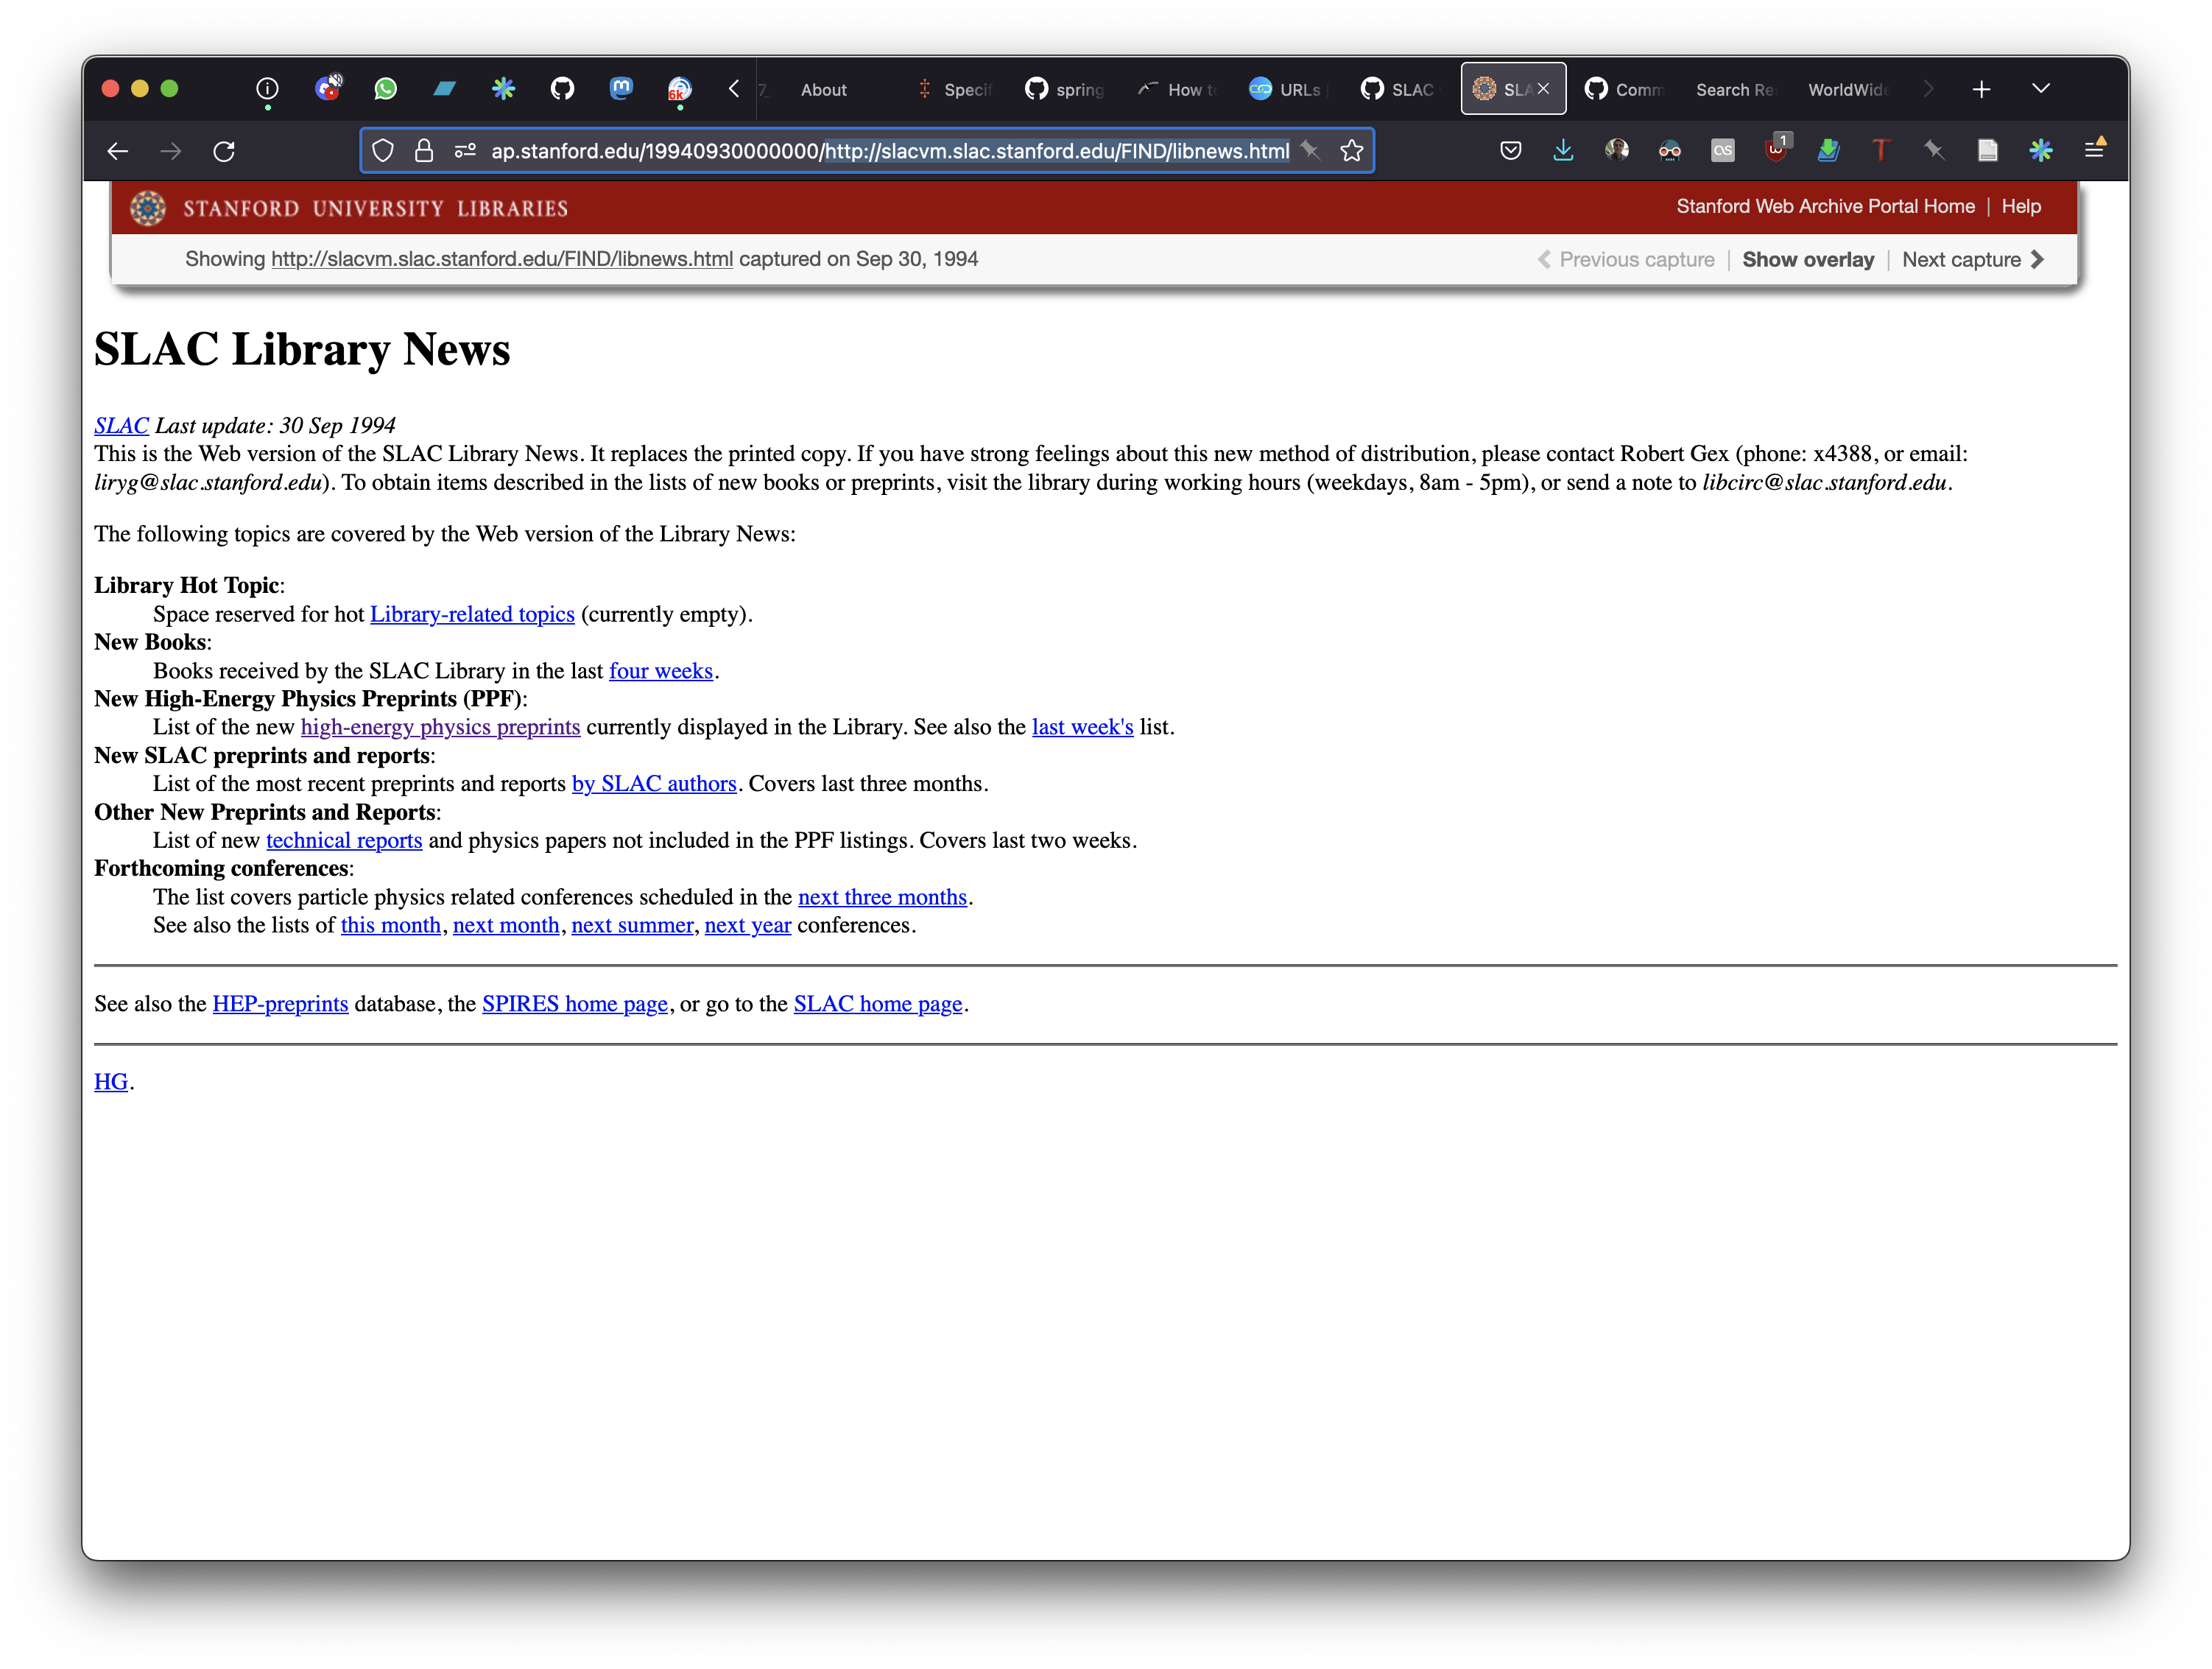 6k
7_ About Specif spring How to URLs SLAC SLA Comm Search Re WorldWide
ap.stanford.edu/19940930000000/http://slacvm.slac.stanford.edu/FIND/libnews.html
1
STANFORD UNIVERSITY LIBRARIES
Stanford Web Archive Portal Home | Help
Showing http://slacvm.slac.stanford.edu/FIND/libnews.html captured on Sep 30, 1994
Previous capture | Show overlay | Next capture
SLAC Library News
SLAC Last update: 30 Sep 1994
This is the Web version of the SLAC Library News. It replaces the printed copy. If you have strong feelings about this new method of distribution, please contact Robert Gex (phone: x4388, or email:
liryg@slac.stanford.edu). To obtain items described in the lists of new books or preprints, visit the library during working hours (weekdays, 8am - 5pm), or send a note to libcirc@slac.stanford.edu.
The following topics are covered by the Web version of the Library News:
Library Hot Topic:
Space reserved for hot Library-related topics (currently empty).
New Books:
Books received by the SLAC Library in the last four weeks.
New High-Energy Physics Preprints (PPF):
List of the new high-energy physics preprints currently displayed in the Library. See also the last week's list.
New SLAC preprints and reports:
List of the most recent preprints and reports by SLAC authors. Covers last three months.
Other New Preprints and Reports:
List of new technical reports and physics papers not included in the PPF listings. Covers last two weeks.
Forthcoming conferences:
The list covers particle physics related conferences scheduled in the next three months.
See also the lists of this month, next month, next summer, next year conferences.
See also the HEP-preprints database, the SPIRES home page, or go to the SLAC home page.
HG.